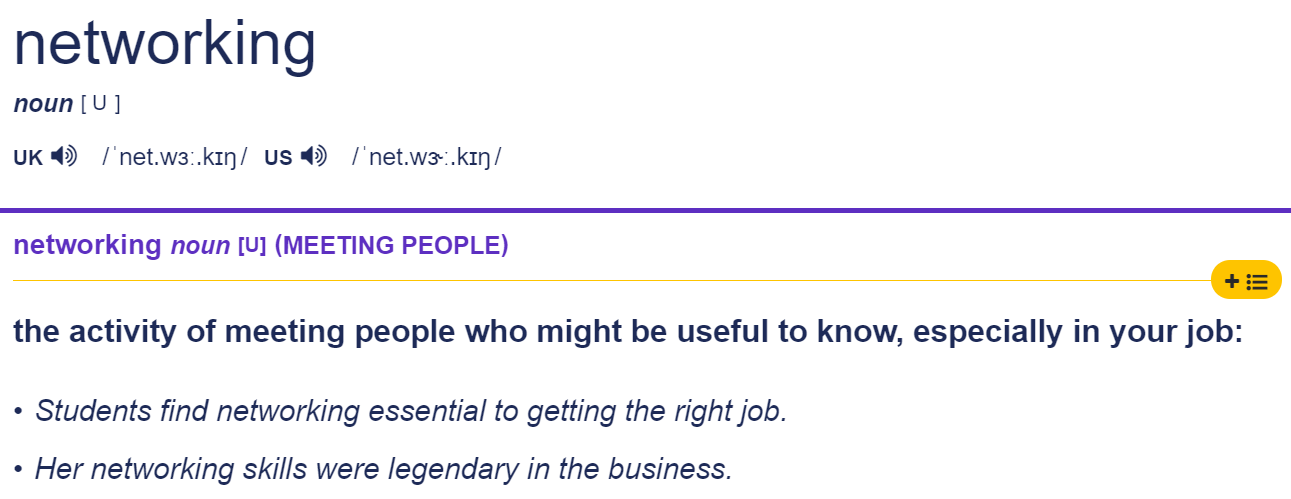 networking
noun [ U ]
UK /ˈnet.wɜː.kɪŋ/ US /ˈnet.wɝː.kɪŋ/
networking noun [U] (MEETING PEOPLE)
the activity of meeting people who might be useful to know, especially in your job:
• Students find networking essential to getting the right job.
• Her networking skills were legendary in the business.